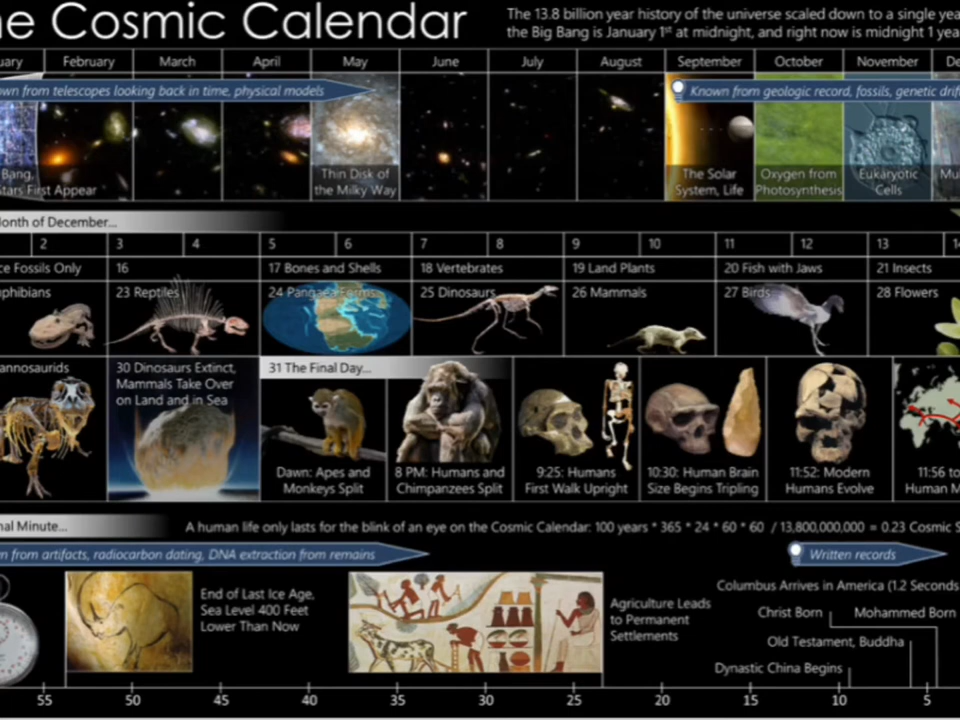 he Cosmic Calendar
The 13.8 billion year history of the universe scaled down to a single yea
the Big Bang is January 1st at midnight, and right now is midnight 1 yea
uary February March April May June July August September October November De
wn from telescopes looking back in time, physical models
Known from geologic record, fossils, genetic drif
Bang,
tars First Appear
Thin Disk of
the Milky Way
The Solar
System, Life
Oxygen from
Photosynthesis
Eukaryotic
Cells
Mu
onth of December...
2 3 4 5 6 7 8 9 10 11 12 13 14
ce Fossils Only 16 17 Bones and Shells 18 Vertebrates 19 Land Plants 20 Fish with Jaws 21 Insects
phibians 23 Reptiles 24 Pangaea Forms 25 Dinosaurs 26 Mammals 27 Birds 28 Flowers
annosaurids
30 Dinosaurs Extinct,
Mammals Take Over
on Land and in Sea
31 The Final Day...
Dawn: Apes and
Monkeys Split
8 PM: Humans and
Chimpanzees Split
9:25: Humans
First Walk Upright
10:30: Human Brain
Size Begins Tripling
11:52: Modern
Humans Evolve
11:56 to
Human M
nal Minute...
A human life only lasts for the blink of an eye on the Cosmic Calendar: 100 years * 365 * 24 * 60 * 60 / 13,800,000,000 = 0.23 Cosmic S
n from artifacts, radiocarbon dating, DNA extraction from remains
Written records
End of Last Ice Age,
Sea Level 400 Feet
Lower Than Now
Agriculture Leads
to Permanent
Settlements
Columbus Arrives in America (1.2 Seconds
Christ Born Mohammed Born
Old Testament, Buddha
Dynastic China Begins
55 50 45 40 35 30 25 20 15 10 5